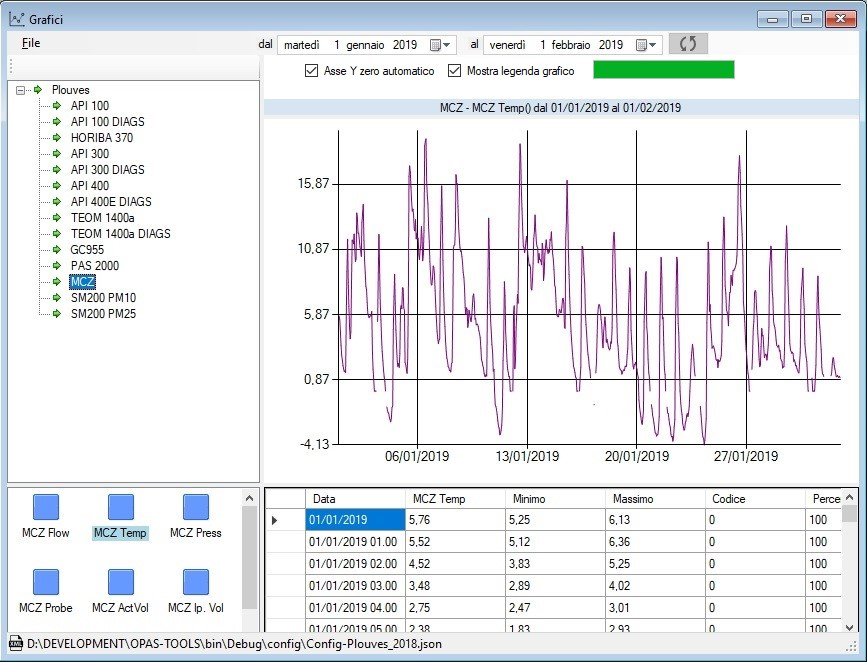 Grafici
File
dal martedì 1 gennaio 2019 al venerdì 1 febbraio 2019
Asse Y zero automatico Mostra legenda grafico
Plouves
API 100
API 100 DIAGS
HORIBA 370
API 300
API 300 DIAGS
API 400
API 400E DIAGS
TEOM 1400a
TEOM 1400a DIAGS
GC955
PAS 2000
MCZ
SM200 PM10
SM200 PM25
MCZ - MCZ Temp() dal 01/01/2019 al 01/02/2019
15,87
10,87
5,87
0,87
-4,13
06/01/2019 13/01/2019 20/01/2019 27/01/2019
MCZ Flow MCZ Temp MCZ Press
MCZ Probe MCZ ActVol MCZ Ip. Vol
Data MCZ Temp Minimo Massimo Codice Perce
01/01/2019 5,76 5,25 6,13 0 100
01/01/2019 01.00 5,52 5,12 6,36 0 100
01/01/2019 02.00 4,52 3,83 5,25 0 100
01/01/2019 03.00 3,48 2,89 4,02 0 100
01/01/2019 04.00 2,75 2,47 3,01 0 100
01/01/2019 05.00 2,38 1,83 2,93 0 100
D:\DEVELOPMENT\OPAS-TOOLS\bin\Debug\config\Config-Plouves_2018.json